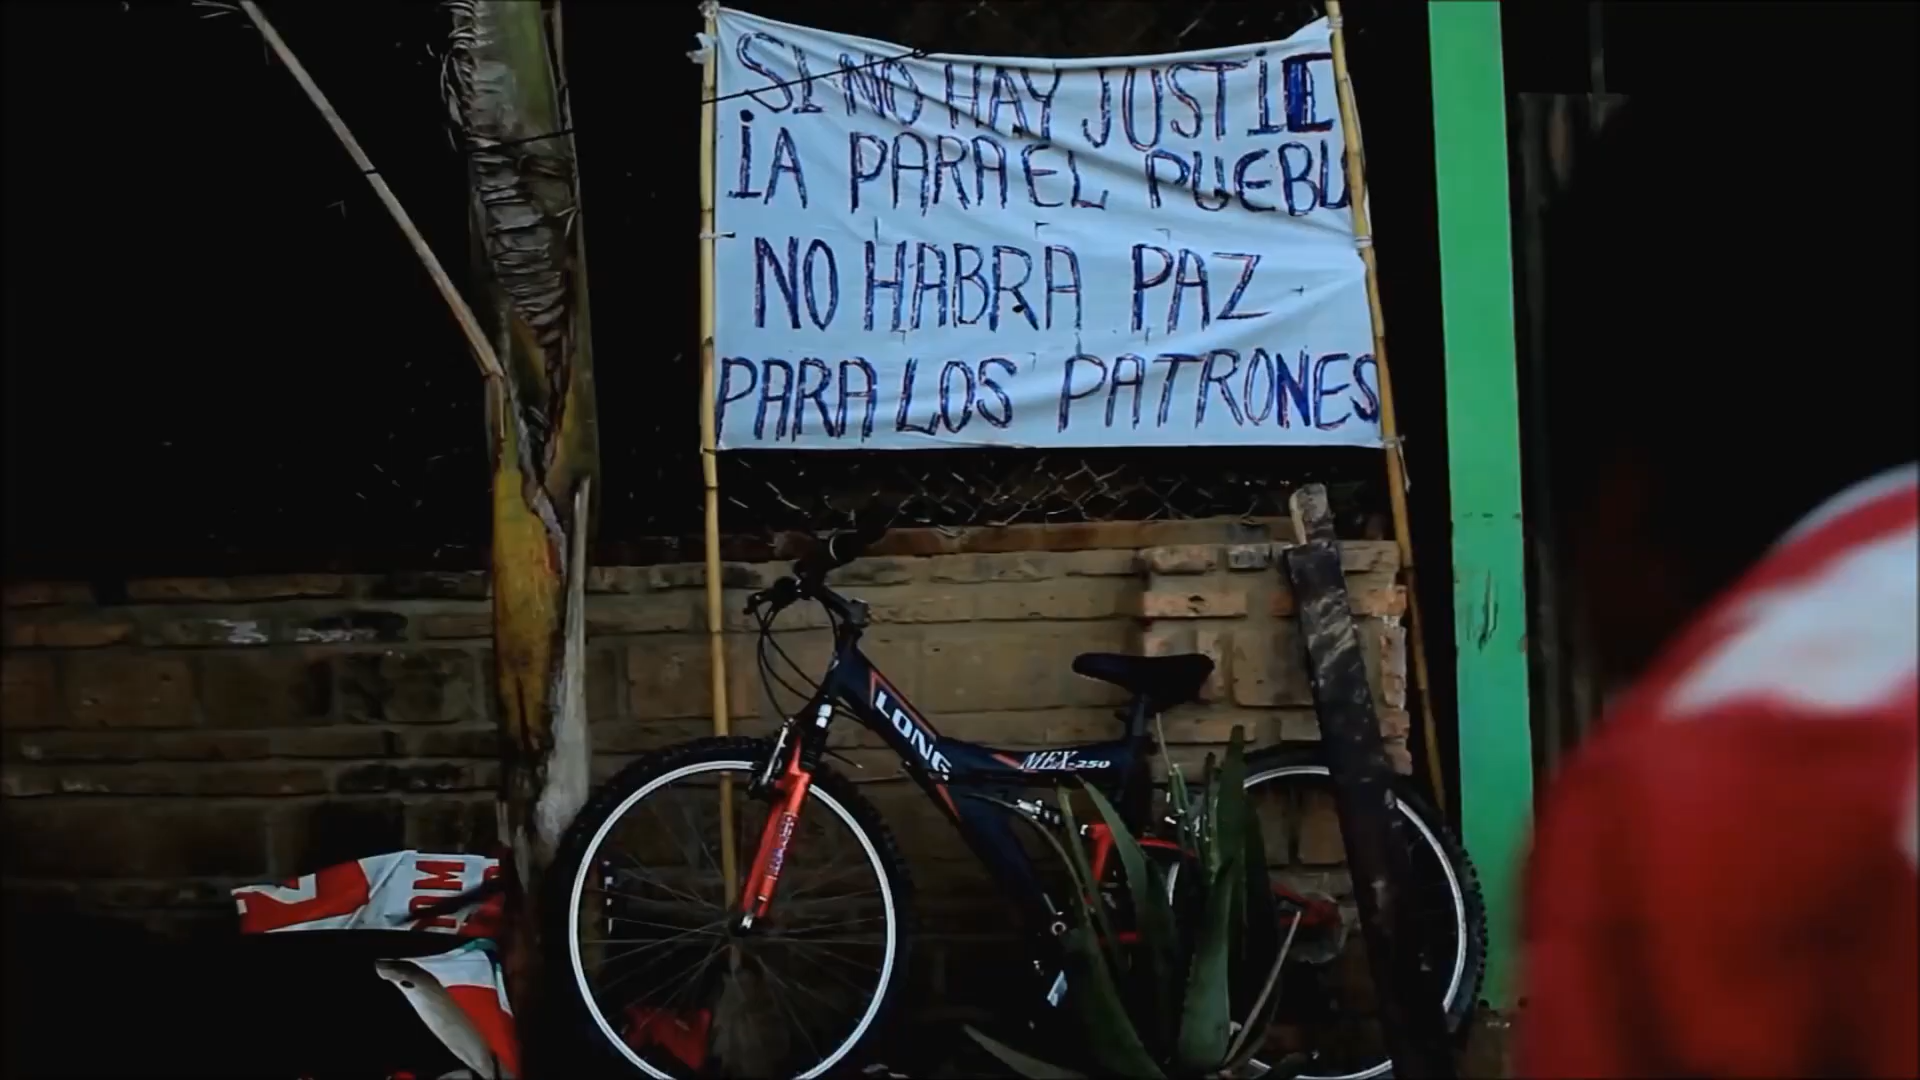 SI NO HAY JUSTIC
IA PARA EL PUEBL
NO HABRA PAZ
PARA LOS PATRONES
LONG
MEX-250